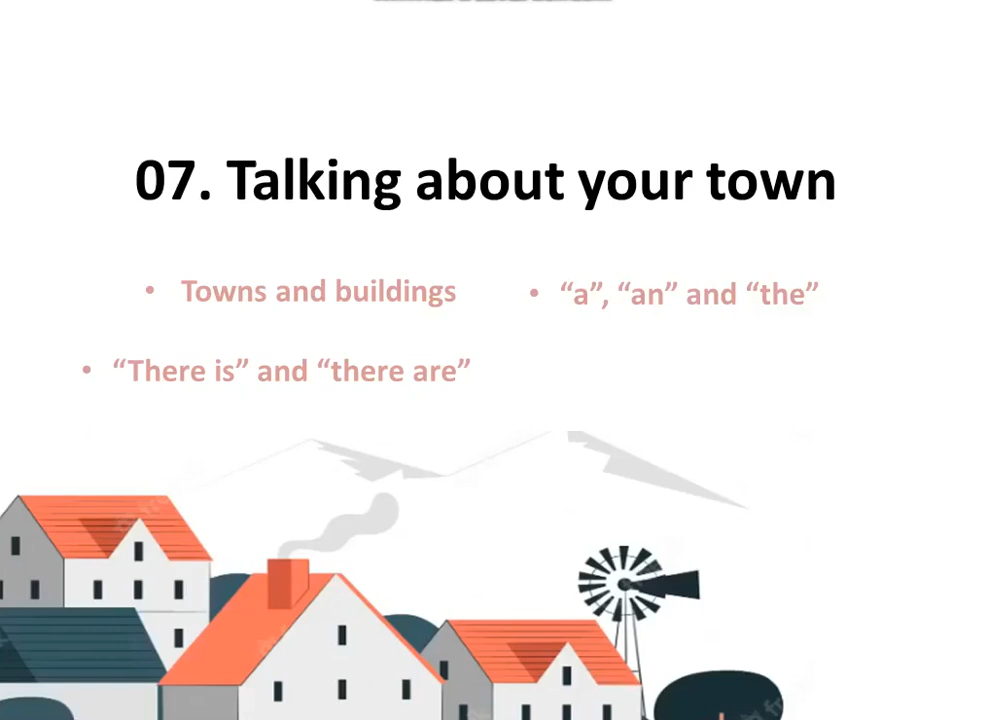 07. Talking about your town
• Towns and buildings
• “a”, “an” and “the”
• “There is” and “there are”